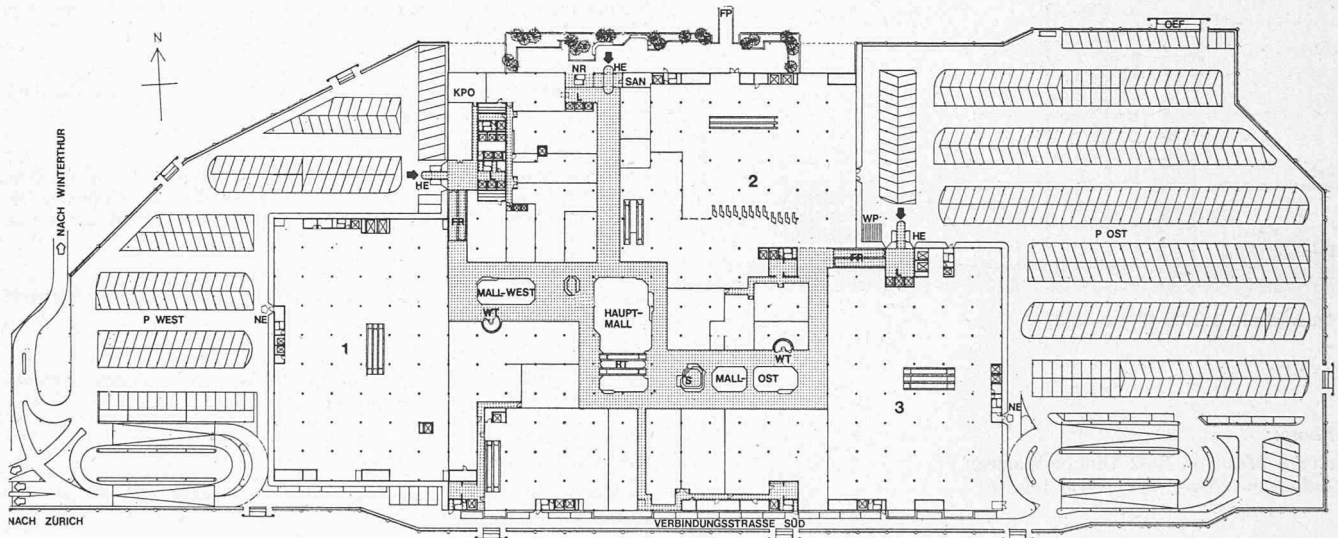 FP
OEF
N
NR
HE
SAN
KPO
L
NACH WINTERTHUR
HE
L
2
FR
WP
HE
P OST
FR
L
MALL-WEST
HAUPT-
MALL
WT
P WEST
NE
1
WT
RT
S
MALL-
OST
3
NE
NACH ZÜRICH
VERBINDUNGSSTRASSE SÜD